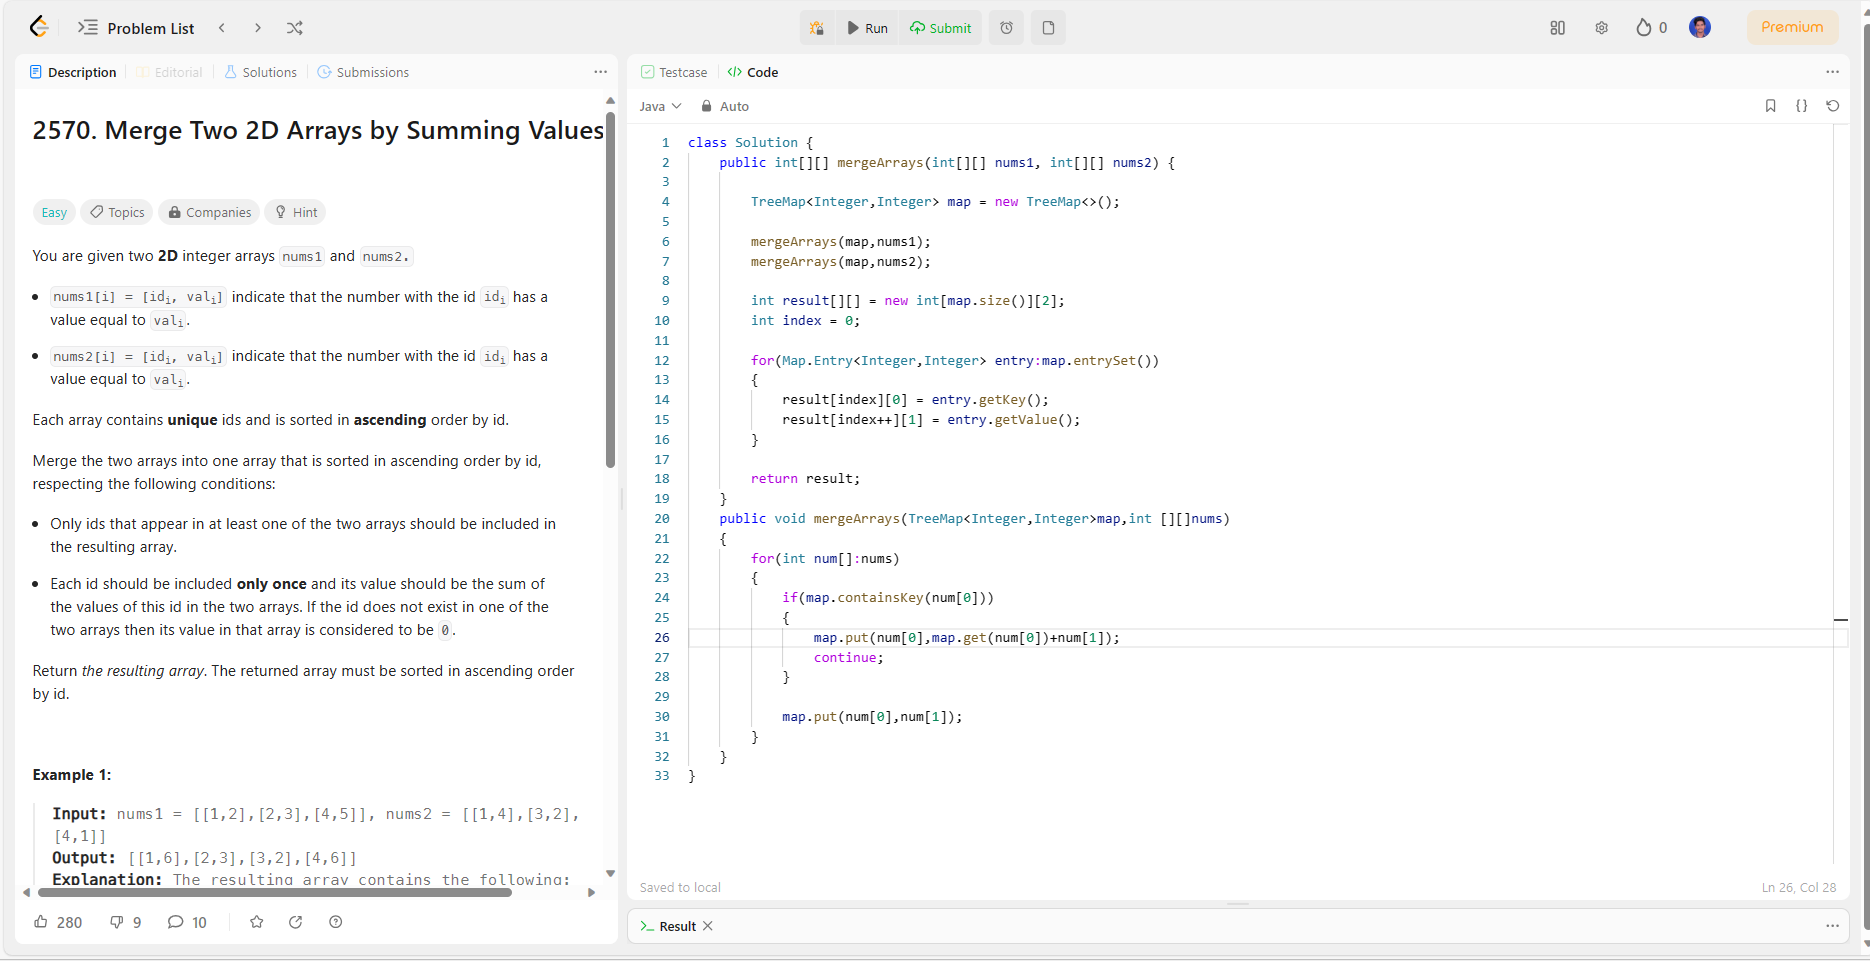 Problem List
Run
Submit
0
Premium
Description
Editorial
Solutions
Submissions
2570. Merge Two 2D Arrays by Summing Values
Easy
Topics
Companies
Hint
You are given two 2D integer arrays nums1 and nums2.
nums1[i] = [idi, vali] indicate that the number with the id idi has a
value equal to vali.
nums2[i] = [idi, vali] indicate that the number with the id idi has a
value equal to vali.
Each array contains unique ids and is sorted in ascending order by id.
Merge the two arrays into one array that is sorted in ascending order by id,
respecting the following conditions:
Only ids that appear in at least one of the two arrays should be included in
the resulting array.
Each id should be included only once and its value should be the sum of
the values of this id in the two arrays. If the id does not exist in one of the
two arrays then its value in that array is considered to be 0.
Return the resulting array. The returned array must be sorted in ascending order
by id.
Example 1:
Input: nums1 = [[1,2],[2,3],[4,5]], nums2 = [[1,4],[3,2],
[4,1]]
Output: [[1,6],[2,3],[3,2],[4,6]]
Explanation: The resulting array contains the following:
280
9
10
Testcase
</> Code
Java
Auto
{}
1 class Solution {
2 public int[][] mergeArrays(int[][] nums1, int[][] nums2) {
3
4 TreeMap<Integer,Integer> map = new TreeMap<>();
5
6 mergeArrays(map,nums1);
7 mergeArrays(map,nums2);
8
9 int result[][] = new int[map.size()][2];
10 int index = 0;
11
12 for(Map.Entry<Integer,Integer> entry:map.entrySet())
13 {
14 result[index][0] = entry.getKey();
15 result[index++][1] = entry.getValue();
16 }
17
18 return result;
19 }
20 public void mergeArrays(TreeMap<Integer,Integer>map,int [][]nums)
21 {
22 for(int num[]:nums)
23 {
24 if(map.containsKey(num[0]))
25 {
26 map.put(num[0],map.get(num[0])+num[1]);
27 continue;
28 }
29
30 map.put(num[0],num[1]);
31 }
32 }
33 }
Saved to local
Ln 26, Col 28
Result